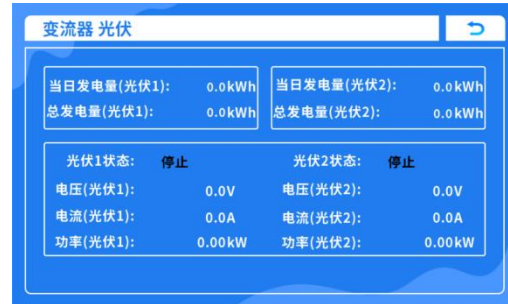 变流器 光伏
当日发电量(光伏1): 0.0kWh 当日发电量(光伏2): 0.0kWh
总发电量(光伏1): 0.0kWh 总发电量(光伏2): 0.0kWh
光伏1状态: 停止 光伏2状态: 停止
电压(光伏1): 0.0V 电压(光伏2): 0.0V
电流(光伏1): 0.0A 电流(光伏2): 0.0A
功率(光伏1): 0.00kW 功率(光伏2): 0.00kW